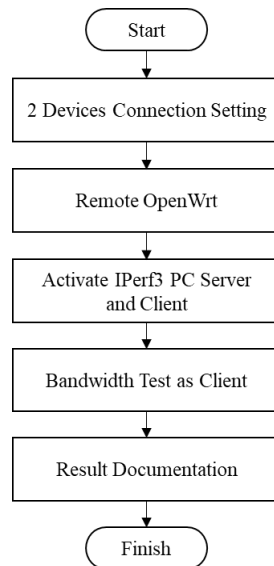 Start
2 Devices Connection Setting
Remote OpenWrt
Activate IPerf3 PC Server
and Client
Bandwidth Test as Client
Result Documentation
Finish